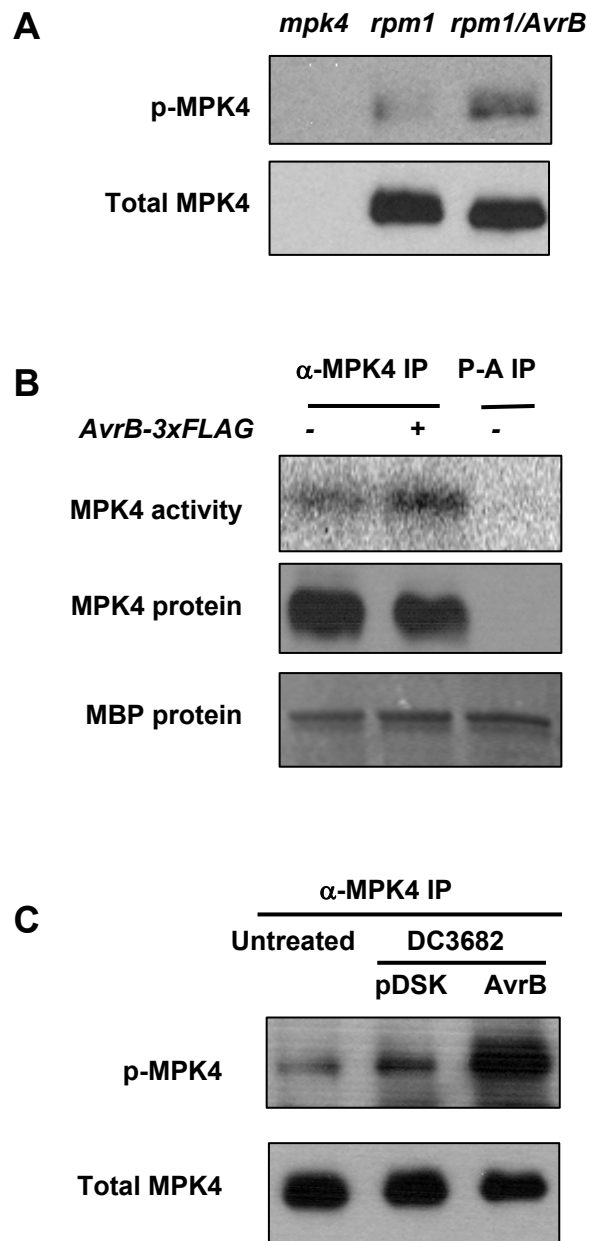 A
mpk4 rpm1 rpm1/AvrB
p-MPK4
Total MPK4
B
α-MPK4 IP P-A IP
AvrB-3xFLAG - + -
MPK4 activity
MPK4 protein
MBP protein
C
α-MPK4 IP
Untreated DC3682
pDSK AvrB
p-MPK4
Total MPK4